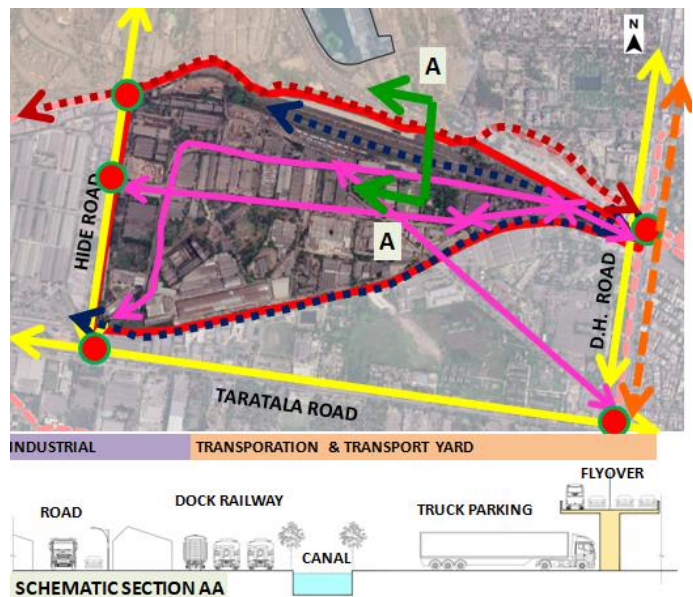 N
A
HIDE ROAD
A
D.H. ROAD
TARATALA ROAD
INDUSTRIAL
TRANSPORATION & TRANSPORT YARD
FLYOVER
DOCK RAILWAY
TRUCK PARKING
ROAD
CANAL
SCHEMATIC SECTION AA